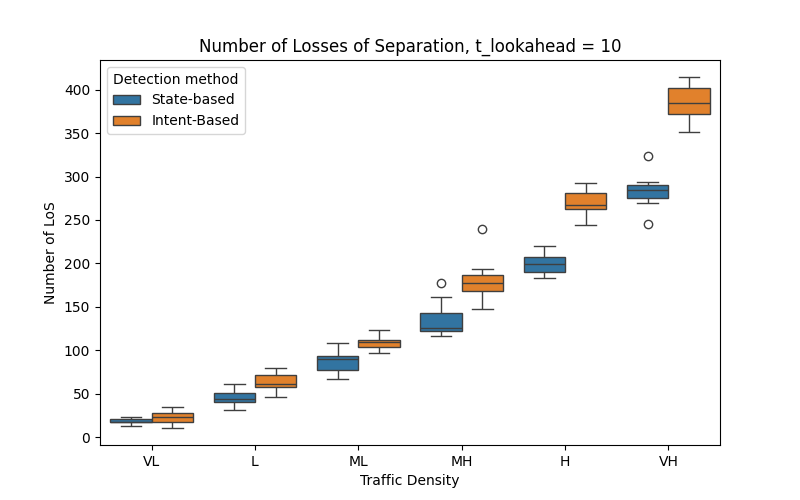 Number of Losses of Separation, t_lookahead = 10
Detection method
State-based
Intent-Based
Number of LoS
400
350
300
250
200
150
100
50
0
VL L ML MH H VH
Traffic Density